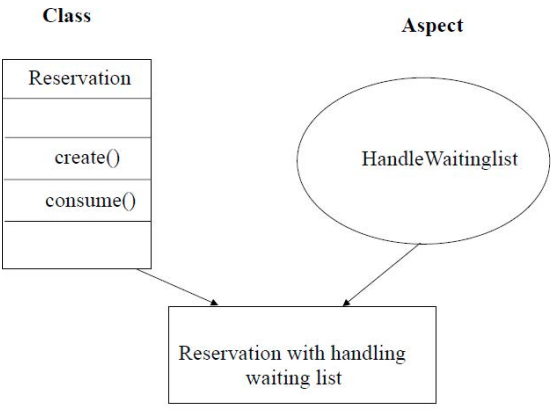 Class
Aspect
Reservation
create()
consume()
HandleWaitinglist
Reservation with handling
waiting list